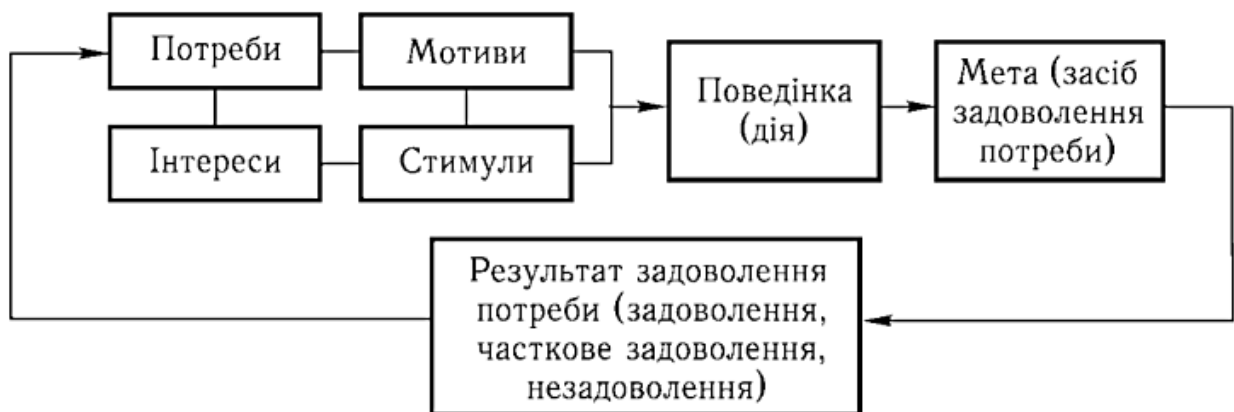 Потреби
Мотиви
Інтереси
Стимули
Поведінка
(дія)
Мета (засіб
задоволення
потреби)
Результат задоволення
потреби (задоволення,
часткове задоволення,
незадоволення)